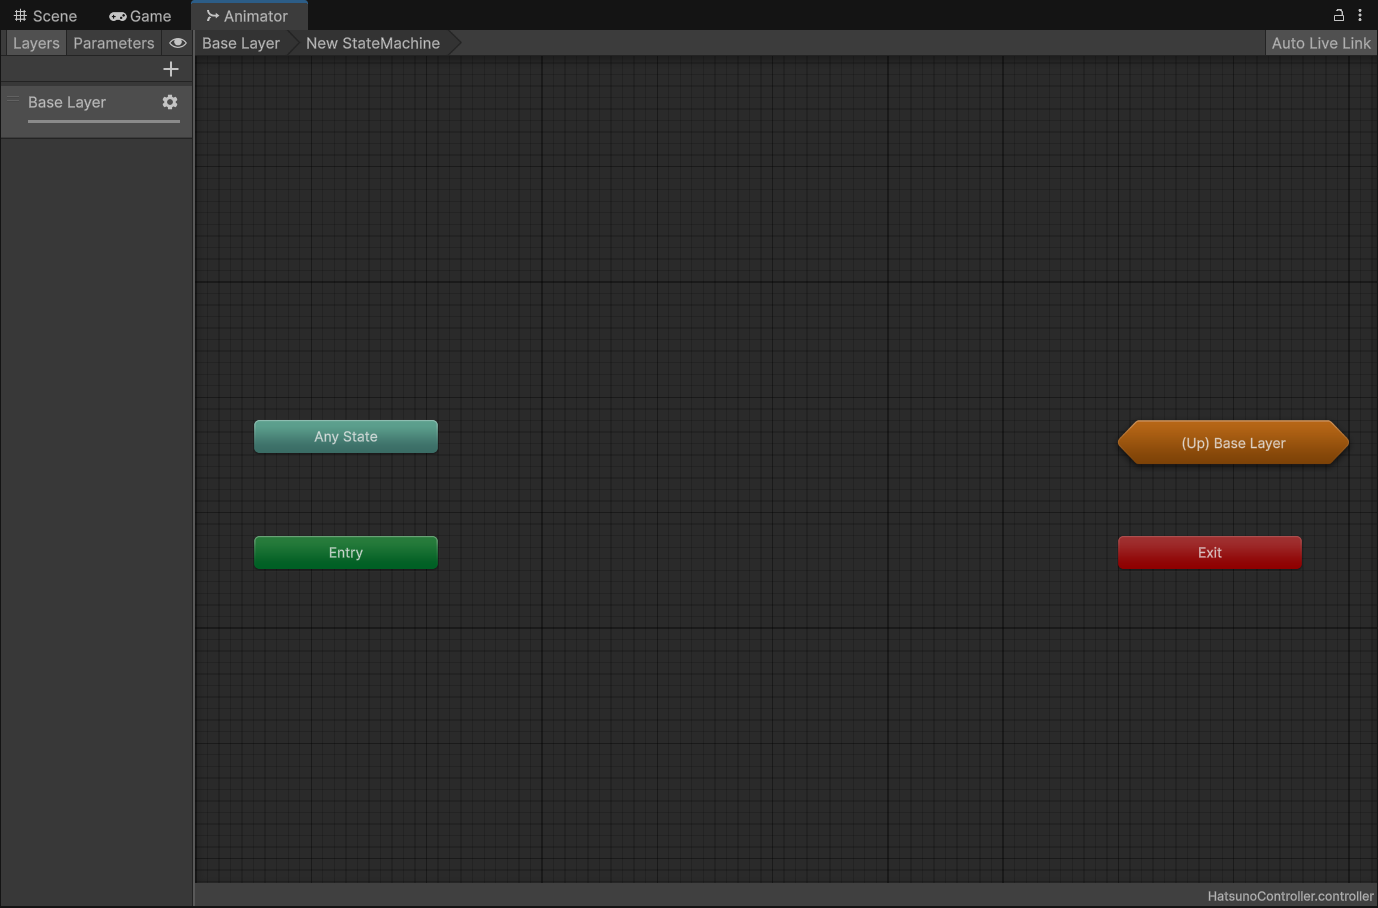 Scene
Game
Animator
Layers
Parameters
Base Layer
New StateMachine
Auto Live Link
Base Layer
Any State
(Up) Base Layer
Entry
Exit
HatsunoController.controller